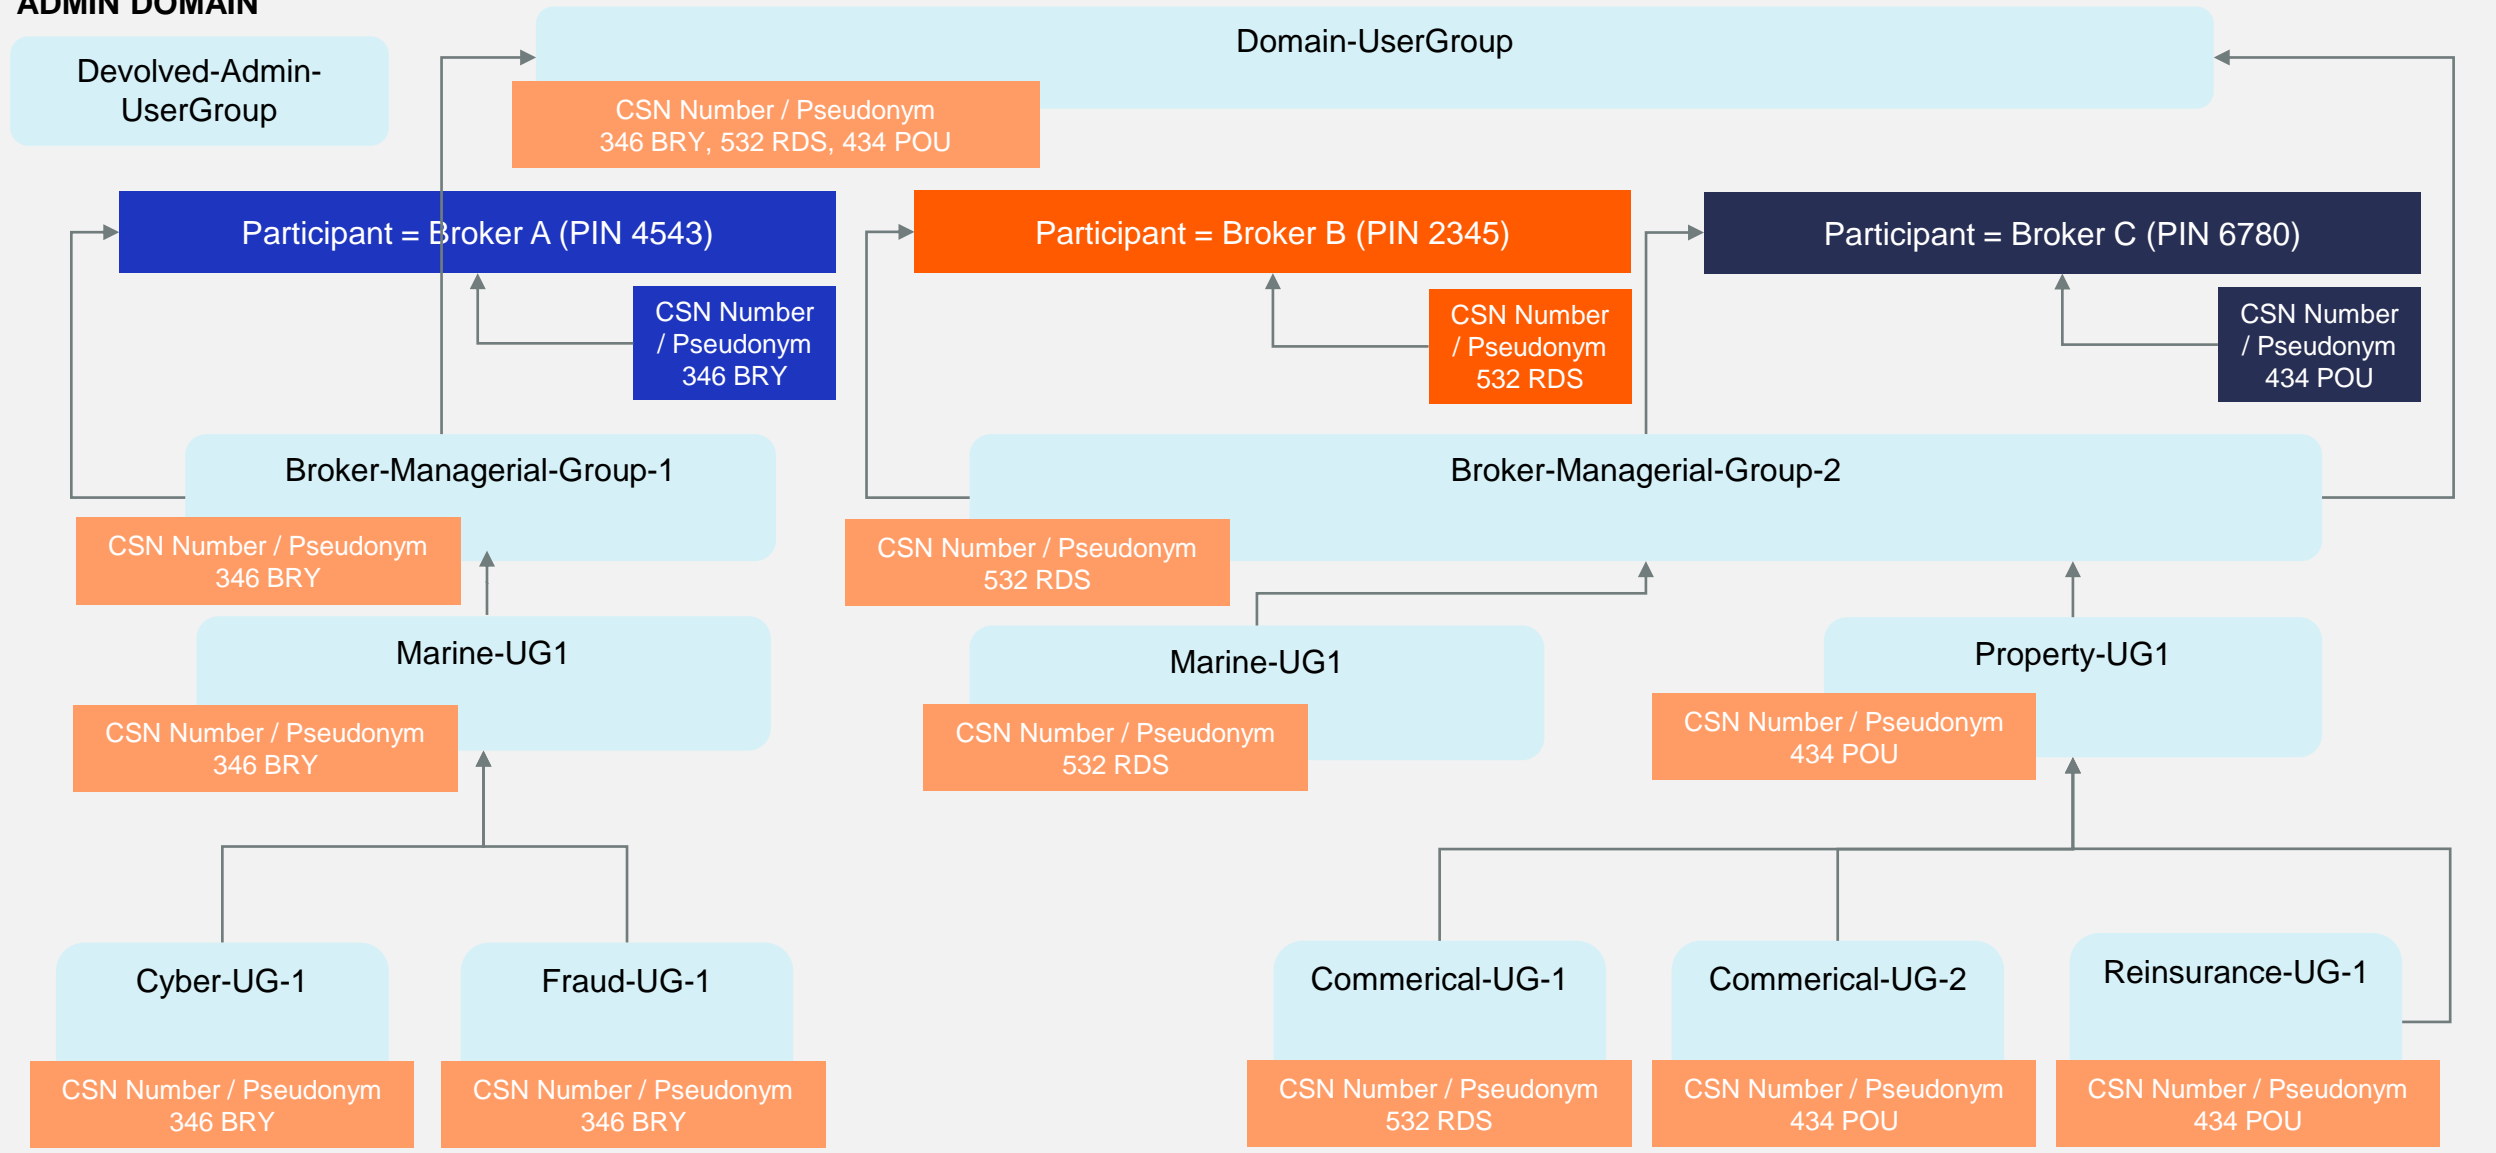 ADMIN DOMAIN
Domain-UserGroup
Devolved-Admin-
UserGroup
CSN Number / Pseudonym
346 BRY, 532 RDS, 434 POU
Participant = Broker A (PIN 4543)
Participant = Broker B (PIN 2345)
Participant = Broker C (PIN 6780)
CSN Number
/ Pseudonym
346 BRY
CSN Number
/ Pseudonym
532 RDS
CSN Number
/ Pseudonym
434 POU
Broker-Managerial-Group-1
Broker-Managerial-Group-2
CSN Number / Pseudonym
346 BRY
CSN Number / Pseudonym
532 RDS
Marine-UG1
Marine-UG1
Property-UG1
CSN Number / Pseudonym
346 BRY
CSN Number / Pseudonym
532 RDS
CSN Number / Pseudonym
434 POU
Cyber-UG-1
Fraud-UG-1
Commerical-UG-1
Commerical-UG-2
Reinsurance-UG-1
CSN Number / Pseudonym
346 BRY
CSN Number / Pseudonym
346 BRY
CSN Number / Pseudonym
532 RDS
CSN Number / Pseudonym
434 POU
CSN Number / Pseudonym
434 POU